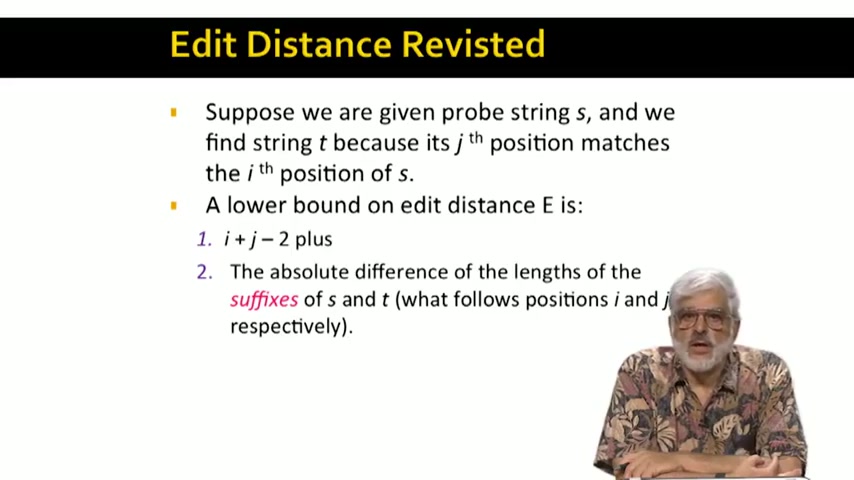 Edit Distance Revisted
▪ Suppose we are given probe string s, and we
find string t because its j th position matches
the i th position of s.
▪ A lower bound on edit distance E is:
1. i + j – 2 plus
2. The absolute difference of the lengths of the
suffixes of s and t (what follows positions i and j
respectively).